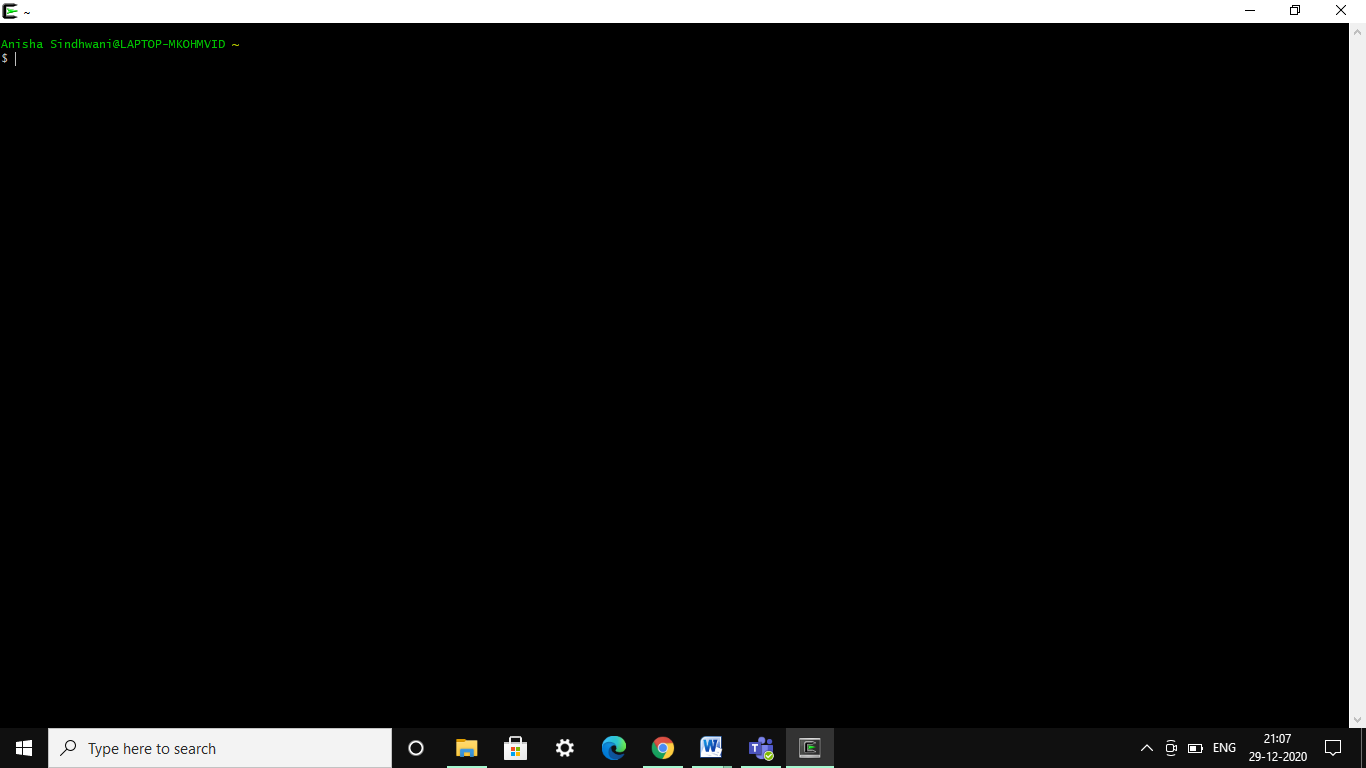 ~
Anisha Sindhwani@LAPTOP-MKOHMVID ~
$
Type here to search
ENG
21:07
29-12-2020